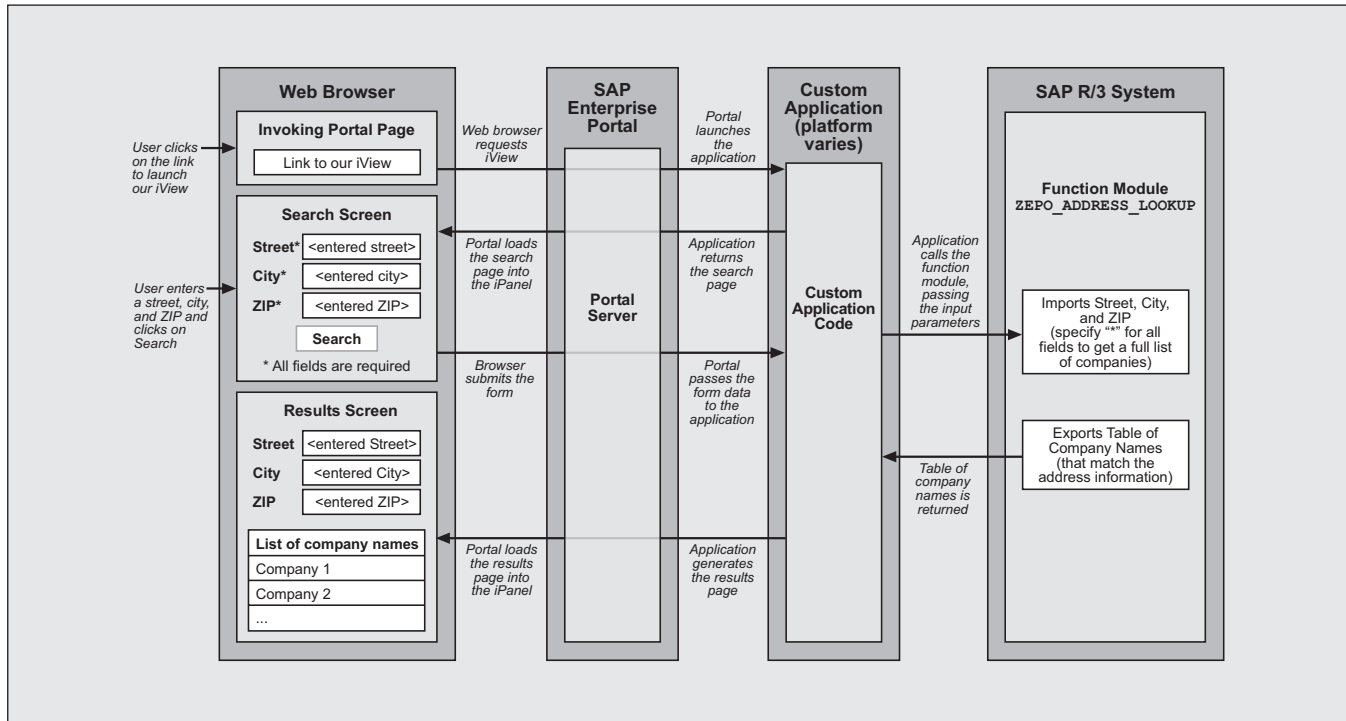 Web Browser
Invoking Portal Page
Link to our iView
User clicks
on the link
to launch
our iView
Search Screen
Street* <entered street>
City* <entered city>
ZIP* <entered ZIP>
Search
* All fields are required
User enters
a street, city,
and ZIP and
clicks on
Search
Results Screen
Street <entered Street>
City <entered City>
ZIP <entered ZIP>
List of company names
Company 1
Company 2
...
Web browser
requests
iView
Portal loads
the search
page into
the iPanel
Browser
submits the
form
Portal loads
the results
page into
the iPanel
SAP
Enterprise
Portal
Portal
Server
Portal
launches
the
application
Application
returns
the search
page
Portal
passes the
form data
to the
application
Application
generates
the results
page
Custom
Application
(platform
varies)
Custom
Application
Code
Application
calls the
function
module,
passing
the input
parameters
Table of
company
names is
returned
SAP R/3 System
Function Module
ZEPO_ADDRESS_LOOKUP
Imports Street, City,
and ZIP
(specify “*” for all
fields to get a full list
of companies)
Exports Table of
Company Names
(that match the
address information)